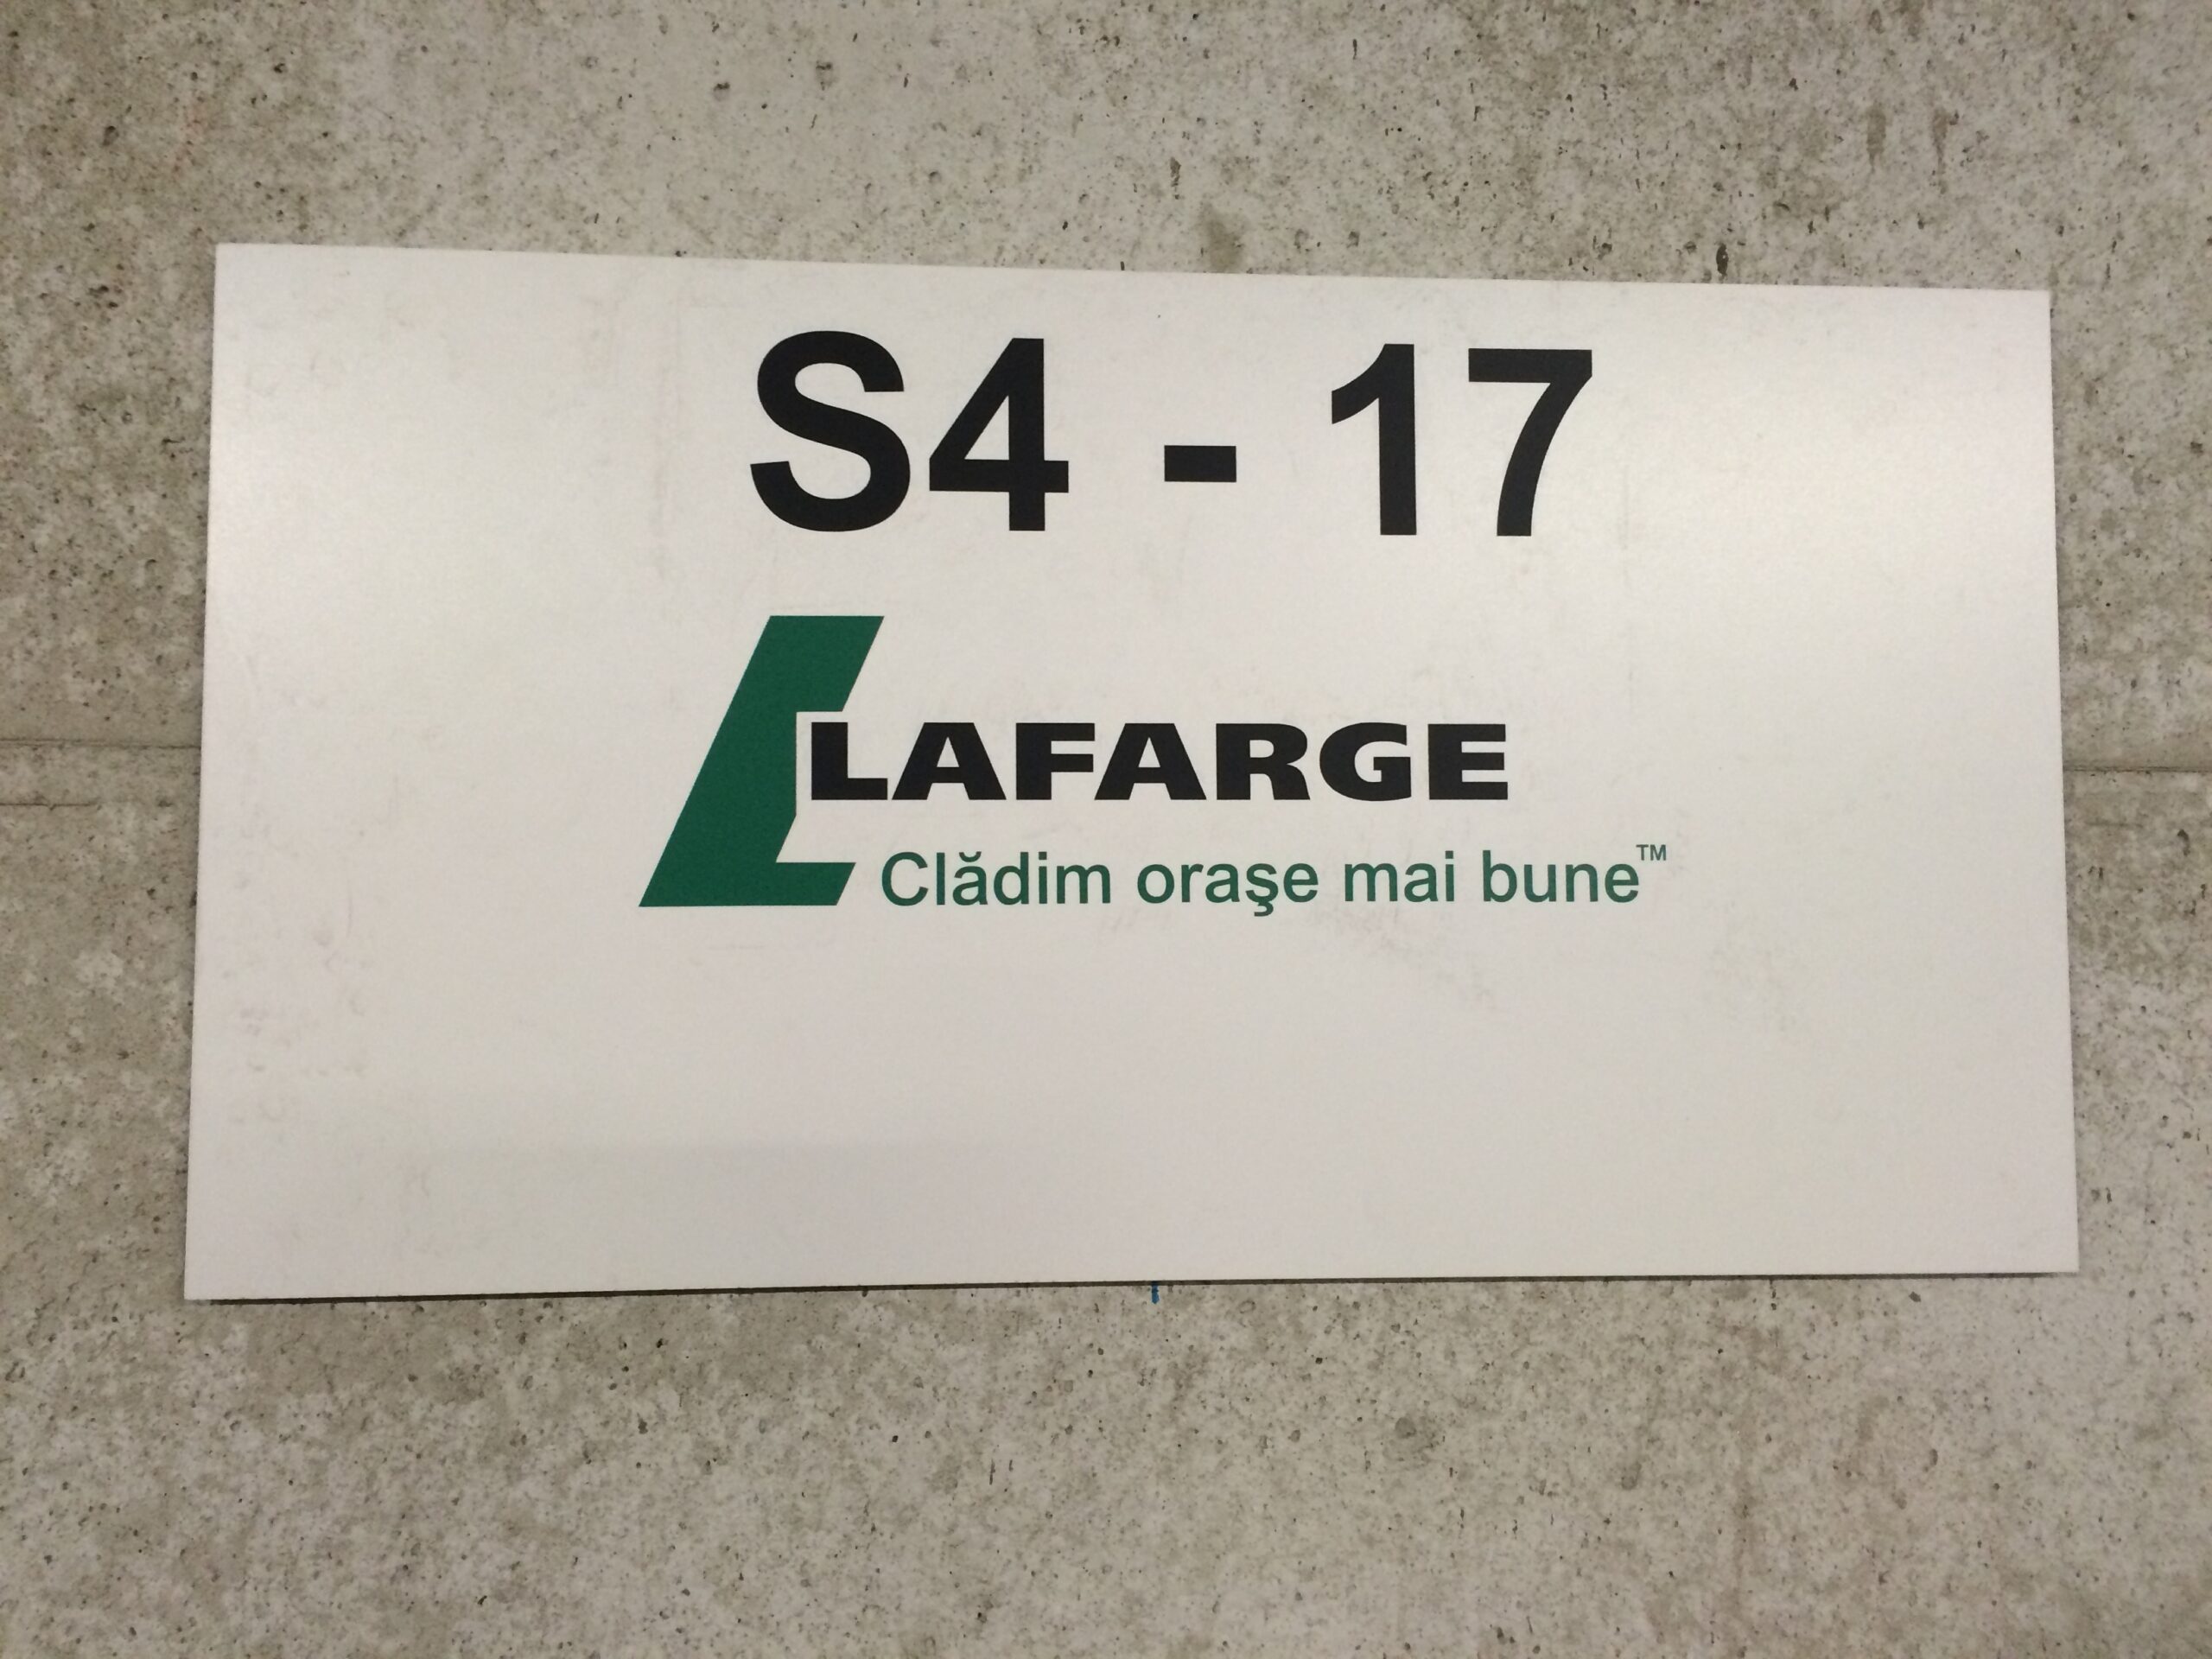 S4 - 17
LAFARGE
Clădim oraşe mai bune™